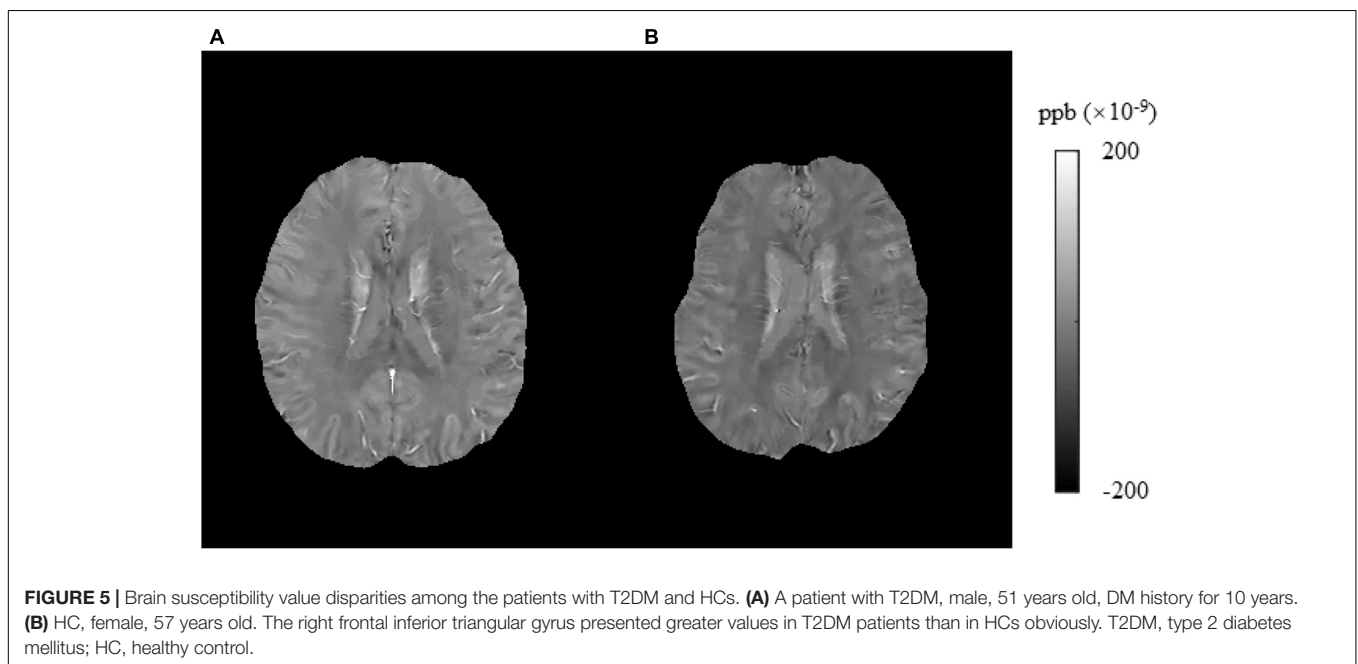 A
B
ppb (×10⁻⁹)
200
-200
FIGURE 5 | Brain susceptibility value disparities among the patients with T2DM and HCs. (A) A patient with T2DM, male, 51 years old, DM history for 10 years.
(B) HC, female, 57 years old. The right frontal inferior triangular gyrus presented greater values in T2DM patients than in HCs obviously. T2DM, type 2 diabetes
mellitus; HC, healthy control.